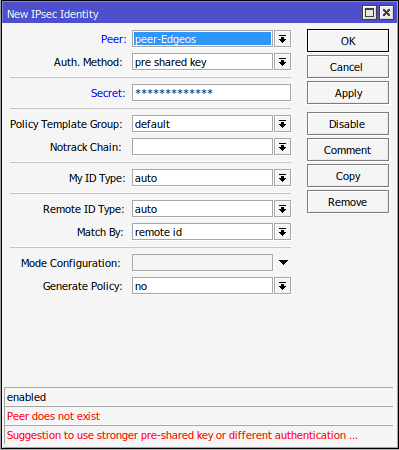 New IPsec Identity
Peer: peer-Edgeos
OK
Auth. Method: pre shared key
Cancel
Secret: *************
Apply
Policy Template Group: default
Disable
Notrack Chain:
Comment
My ID Type: auto
Copy
Remote ID Type: auto
Remove
Match By: remote id
Mode Configuration:
Generate Policy: no
enabled
Peer does not exist
Suggestion to use stronger pre-shared key or different authentication ...